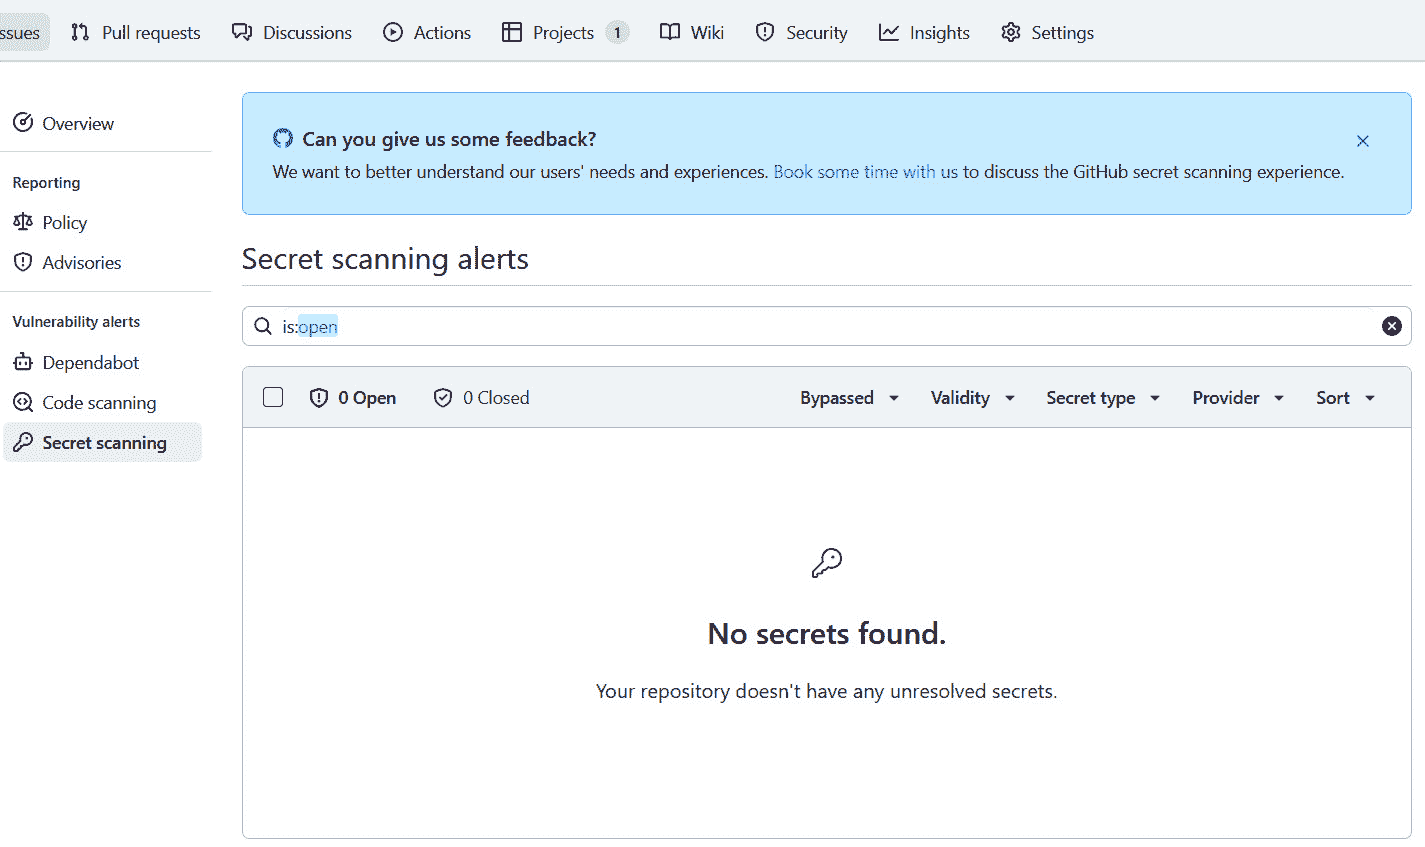 ssues Pull requests Discussions Actions Projects 1 Wiki Security Insights Settings
Overview
Reporting
Policy
Advisories
Vulnerability alerts
Dependabot
Code scanning
Secret scanning
Can you give us some feedback?
We want to better understand our users' needs and experiences. Book some time with us to discuss the GitHub secret scanning experience.
Secret scanning alerts
is:open
0 Open 0 Closed Bypassed Validity Secret type Provider Sort
No secrets found.
Your repository doesn't have any unresolved secrets.